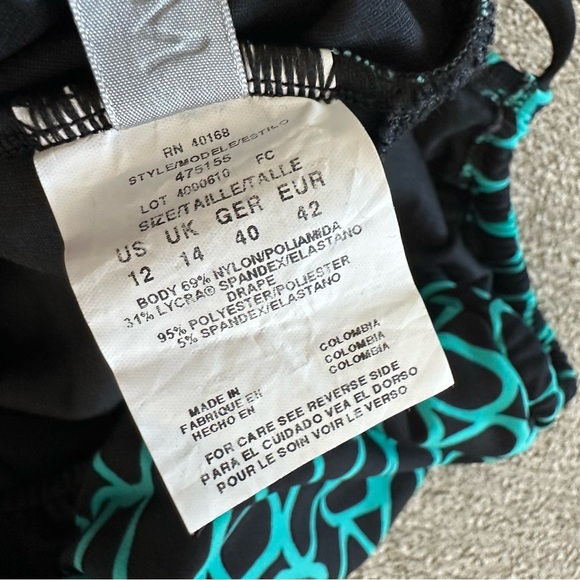 M
RN 40168
STYLE/MODELE/ESTILO
475155
LOT 4000610 FC
SIZE/TAILLE/TALLE
US UK GER EUR
12 14 40 42
BODY 69% NYLON/POLIAMIDA
31% LYCRA® SPANDEX/ELASTANO
DRAPE
95% POLYESTER/POLIESTER
5% SPANDEX/ELASTANO
MADE IN COLOMBIA
FABRIQUE EN COLOMBIA
HECHO EN COLOMBIA
FOR CARE SEE REVERSE SIDE
PARA EL CUIDADO VEA EL DORSO
POUR LE SOIN VOIR LE VERSO